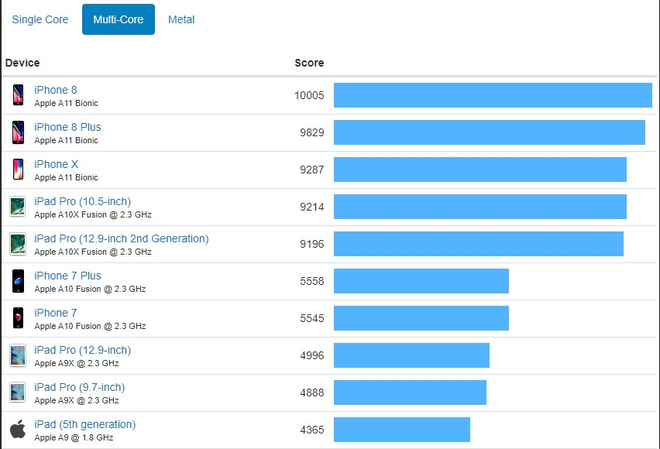 Single Core Multi-Core Metal
Device Score
iPhone 8 10005
Apple A11 Bionic
iPhone 8 Plus 9829
Apple A11 Bionic
iPhone X 9287
Apple A11 Bionic
iPad Pro (10.5-inch) 9214
Apple A10X Fusion @ 2.3 GHz
iPad Pro (12.9-inch 2nd Generation) 9196
Apple A10X Fusion @ 2.3 GHz
iPhone 7 Plus 5558
Apple A10 Fusion @ 2.3 GHz
iPhone 7 5545
Apple A10 Fusion @ 2.3 GHz
iPad Pro (12.9-inch) 4996
Apple A9X @ 2.3 GHz
iPad Pro (9.7-inch) 4888
Apple A9X @ 2.3 GHz
iPad (5th generation) 4365
Apple A9 @ 1.8 GHz